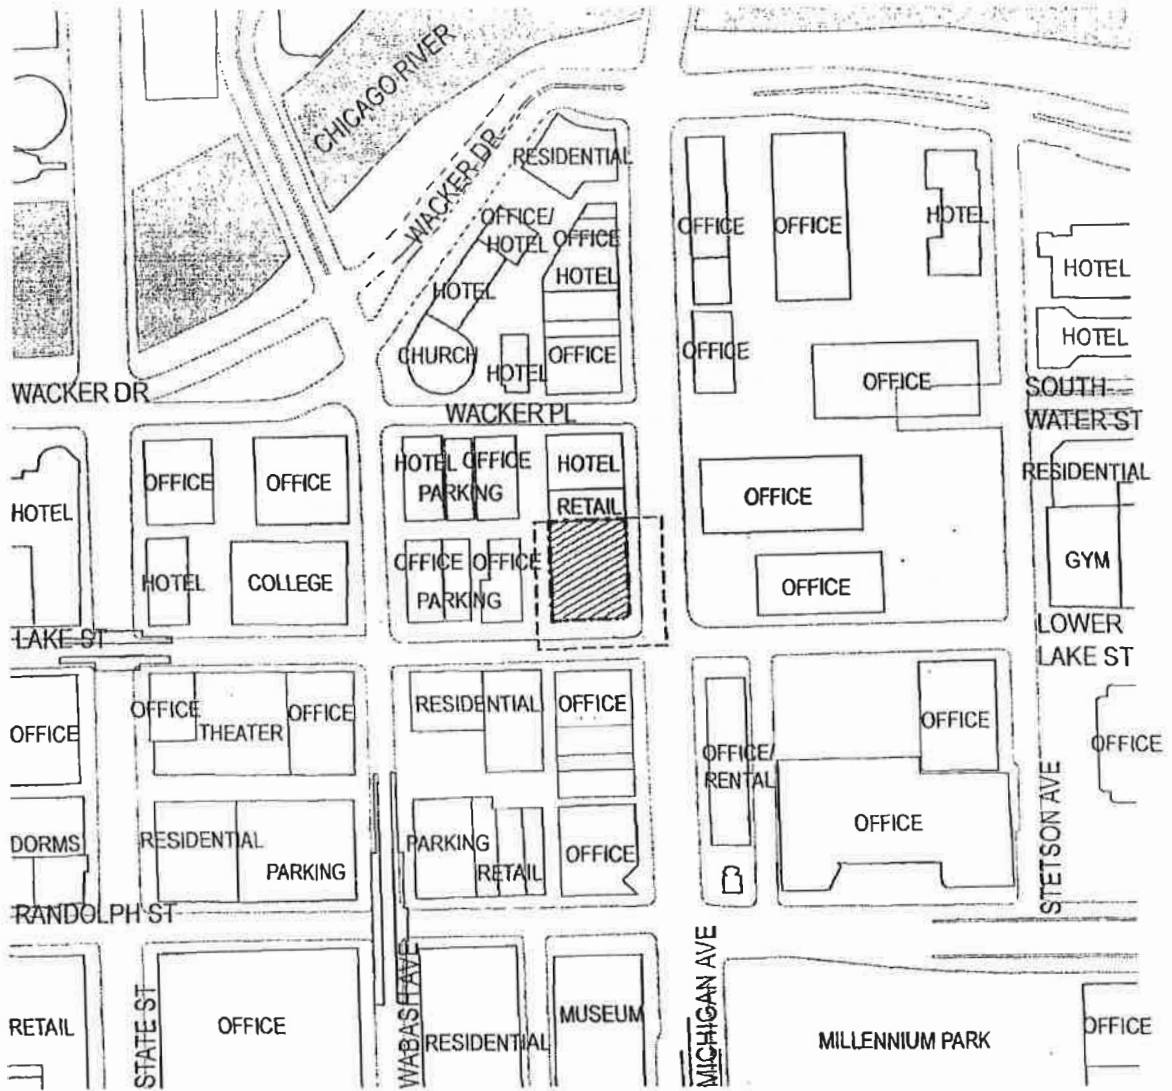 CHICAGO RIVER
WACKER DR
RESIDENTIAL
OFFICE/
HOTEL
OFFICE
HOTEL
HOTEL
OFFICE
CHURCH
HOTEL
OFFICE
OFFICE
HOTEL
OFFICE
OFFICE
HOTEL
HOTEL
WACKER DR
WACKER PL
SOUTH
WATER ST
OFFICE
OFFICE
HOTEL
HOTEL
OFFICE
PARKING
HOTEL
RETAIL
OFFICE
RESIDENTIAL
HOTEL
COLLEGE
OFFICE
OFFICE
PARKING
OFFICE
GYM
LAKE ST
LOWER
LAKE ST
OFFICE
OFFICE
THEATER
OFFICE
RESIDENTIAL
OFFICE
OFFICE/
RENTAL
OFFICE
OFFICE
OFFICE
STETSON AVE
DORMS
RESIDENTIAL
PARKING
PARKING
RETAIL
OFFICE
RANDOLPH ST
RETAIL
STATE ST
OFFICE
WABASH AVE
RESIDENTIAL
MUSEUM
MICHIGAN AVE
MILLENNIUM PARK
OFFICE